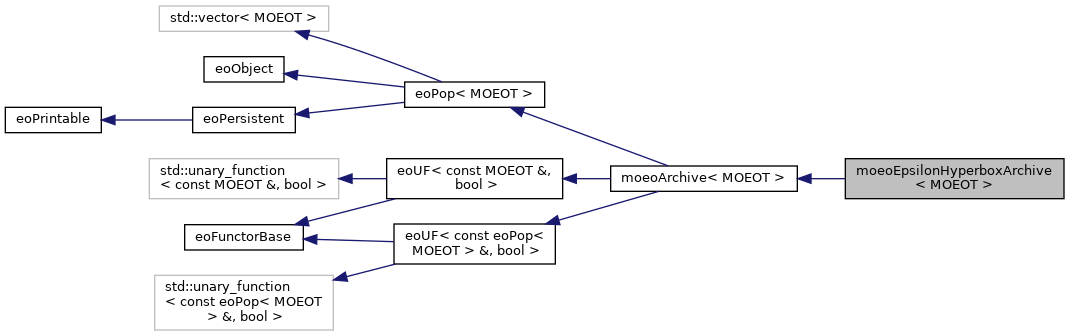 std::vector< MOEOT >
eoObject
eoPop< MOEOT >
eoPrintable
eoPersistent
std::unary_function
< const MOEOT &, bool >
eoUF< const MOEOT &,
bool >
moeoArchive< MOEOT >
moeoEpsilonHyperboxArchive
< MOEOT >
eoFunctorBase
eoUF< const eoPop<
MOEOT > &, bool >
std::unary_function
< const eoPop< MOEOT
> &, bool >